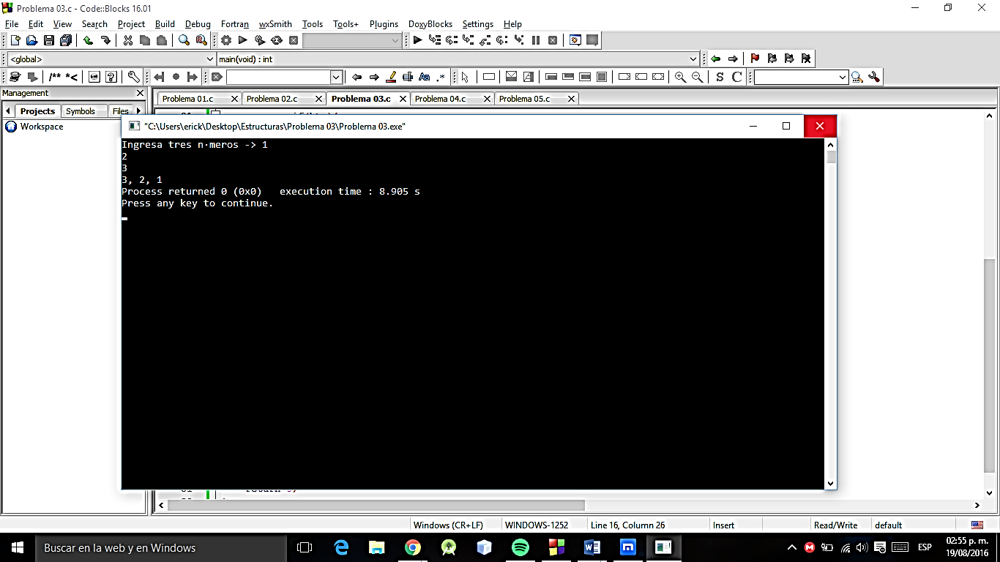 Problema 03.c - Code::Blocks 16.01
File Edit View Search Project Build Debug Fortran wxSmith Tools Tools+ Plugins DoxyBlocks Settings Help
<global> main(void) : int
/** *< Aa .* S C
Management
Problema 01.c Problema 02.c Problema 03.c Problema 04.c Problema 05.c
Projects Symbols Files
Workspace
"C:\Users\erick\Desktop\Estructuras\Problema 03\Problema 03.exe"
Ingresa tres n·meros -> 1
2
3
3, 2, 1
Process returned 0 (0x0)   execution time : 8.905 s
Press any key to continue.
Windows (CR+LF) WINDOWS-1252 Line 16, Column 26 Insert Read/Write default
Buscar en la web y en Windows
ESP
02:55 p. m.
19/08/2016